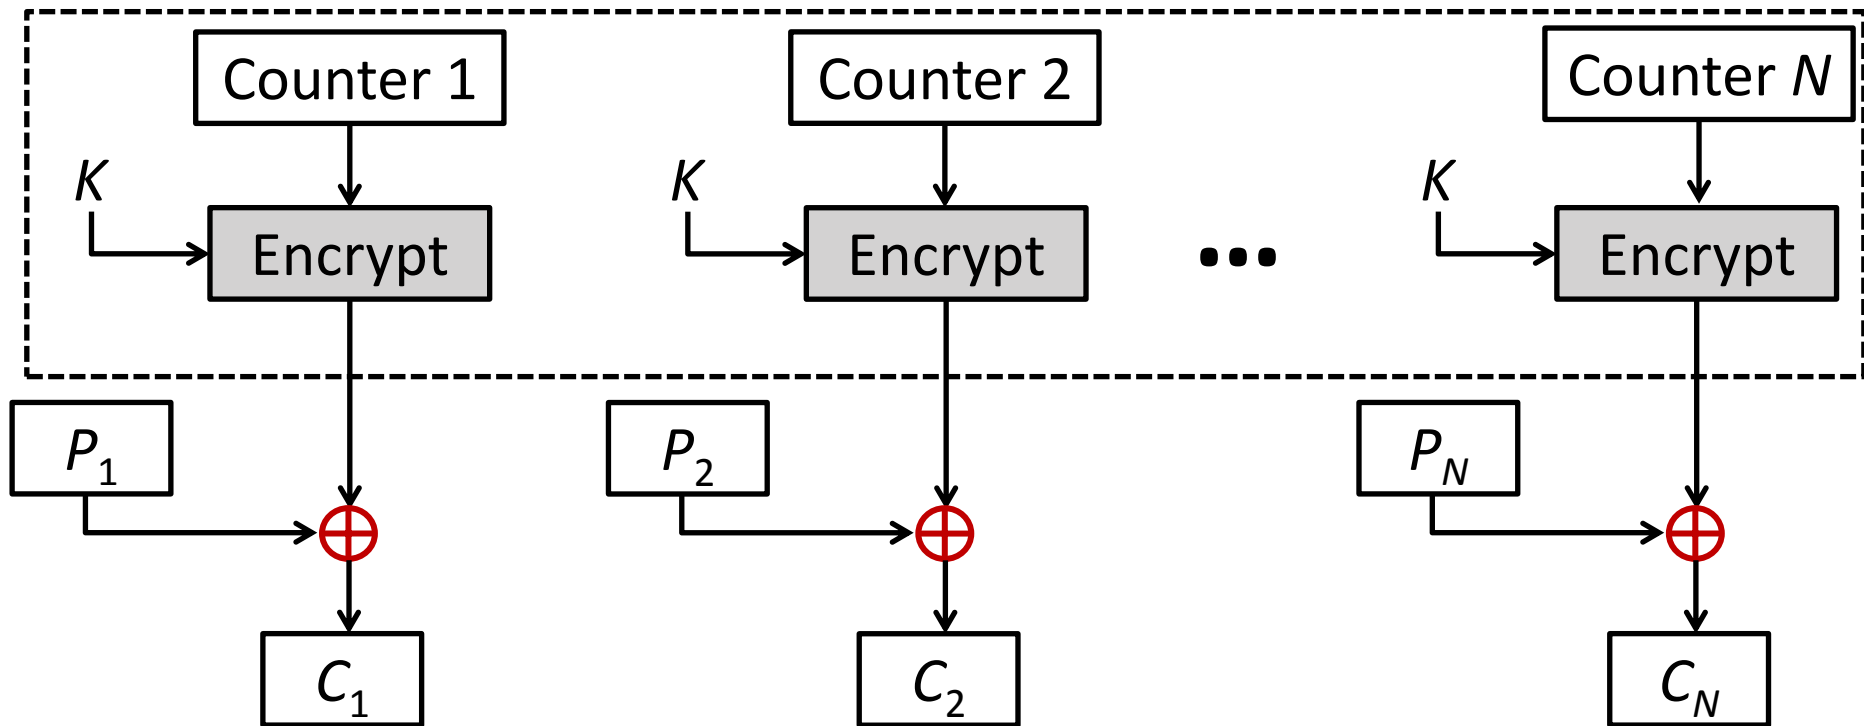 Counter 1 Counter 2 Counter N
K K K
Encrypt Encrypt ... Encrypt
P1 P2 PN
C1 C2 CN